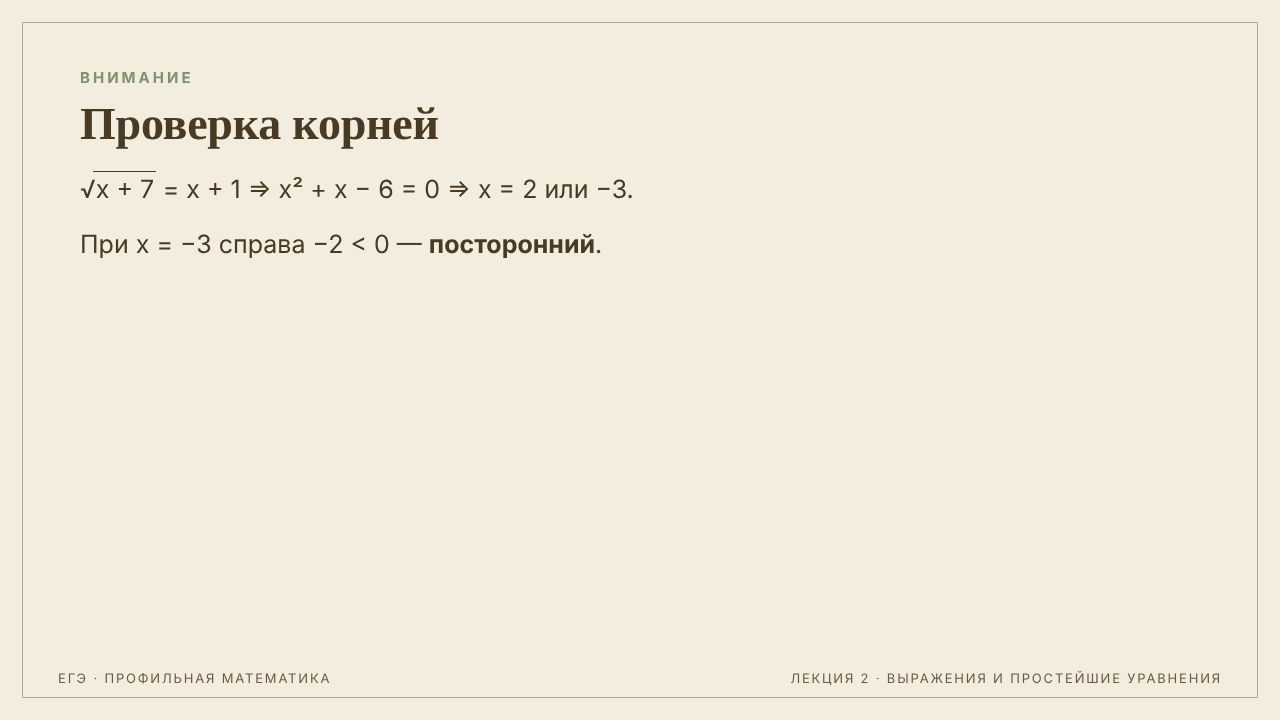 ВНИМАНИЕ
Проверка корней
√x + 7 = x + 1 ⇒ x² + x − 6 = 0 ⇒ x = 2 или −3.
При x = −3 справа −2 < 0 — посторонний.
ЕГЭ · ПРОФИЛЬНАЯ МАТЕМАТИКА
ЛЕКЦИЯ 2 · ВЫРАЖЕНИЯ И ПРОСТЕЙШИЕ УРАВНЕНИЯ